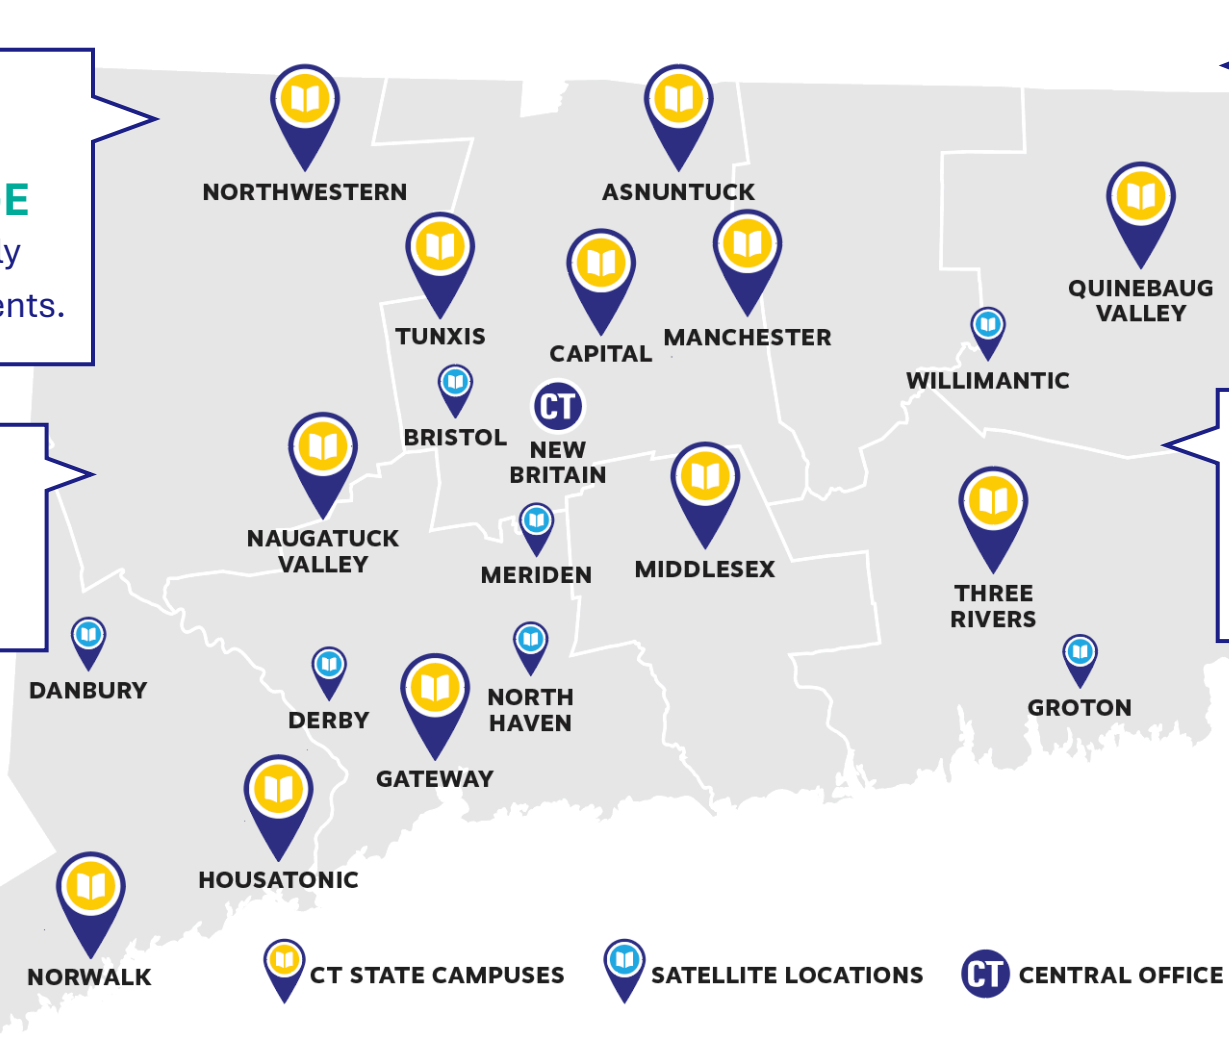 E
ly
ents.
NORTHWESTERN
ASNUNTUCK
TUNXIS
CAPITAL
MANCHESTER
QUINEBAUG
VALLEY
WILLIMANTIC
BRISTOL
CT
NEW
BRITAIN
NAUGATUCK
VALLEY
MERIDEN
MIDDLESEX
THREE
RIVERS
DANBURY
DERBY
NORTH
HAVEN
GROTON
GATEWAY
HOUSATONIC
NORWALK
CT STATE CAMPUSES
SATELLITE LOCATIONS
CT CENTRAL OFFICE